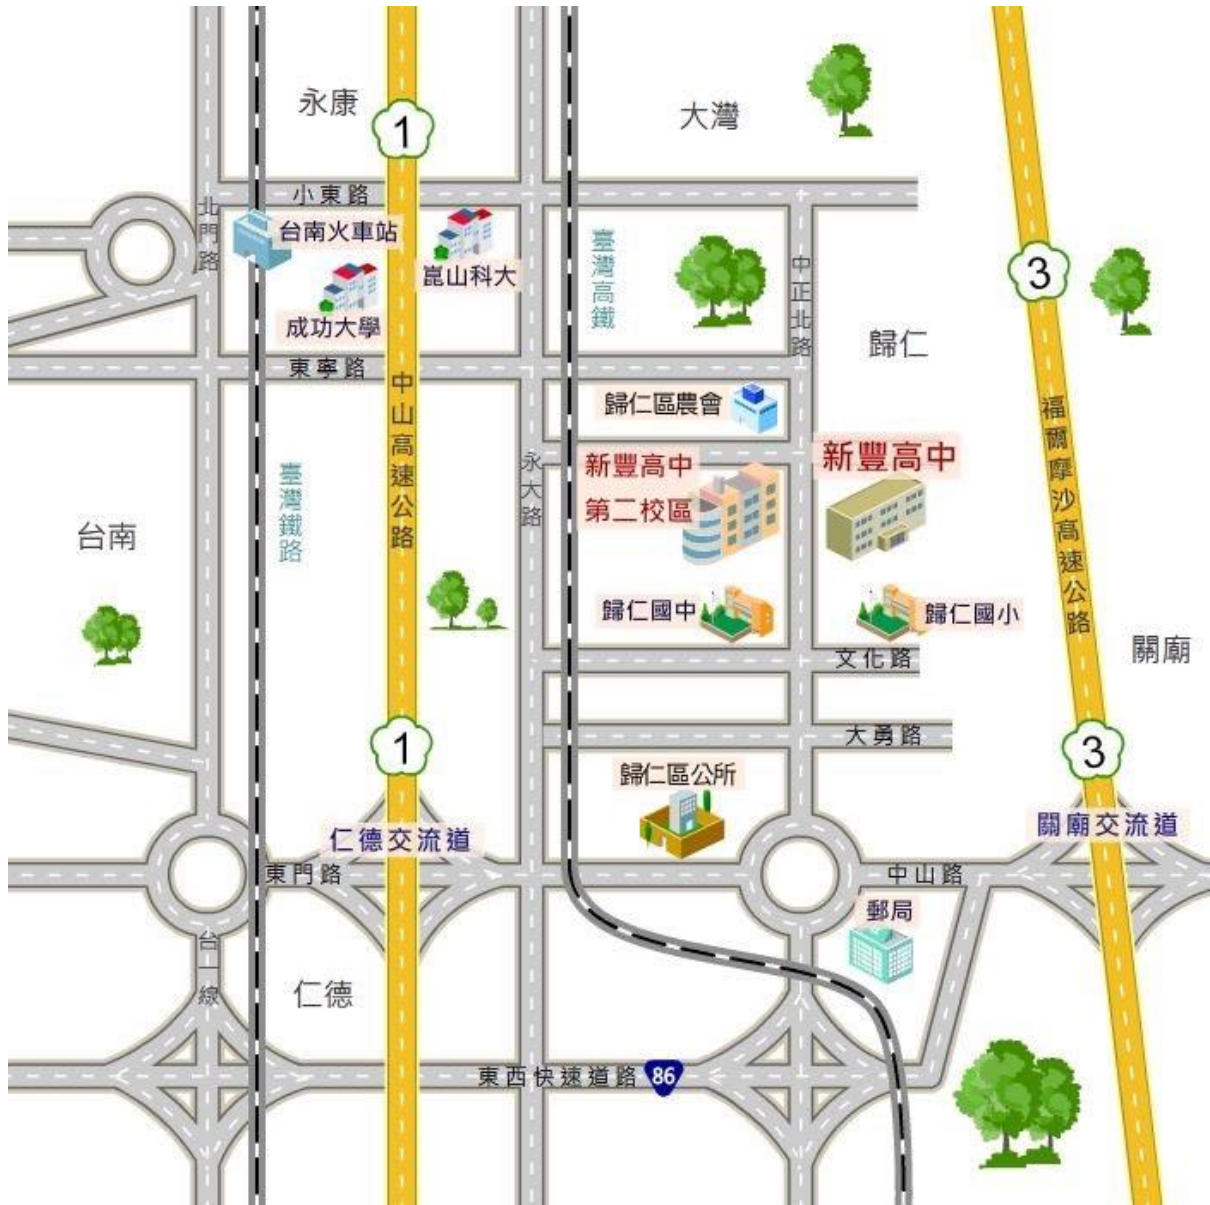 永康
大灣
1
小東路
北門路
台南火車站
崑山科大
臺灣高鐵
中正北路
3
成功大學
歸仁
東寧路
中山高速公路
歸仁區農會
福爾摩沙高速公路
新豐高中
第二校區
新豐高中
永大路
臺灣鐵路
台南
歸仁國中
歸仁國小
文化路
關廟
1
大勇路
3
歸仁區公所
仁德交流道
關廟交流道
東門路
中山路
郵局
台一線
仁德
東西快速道路
86